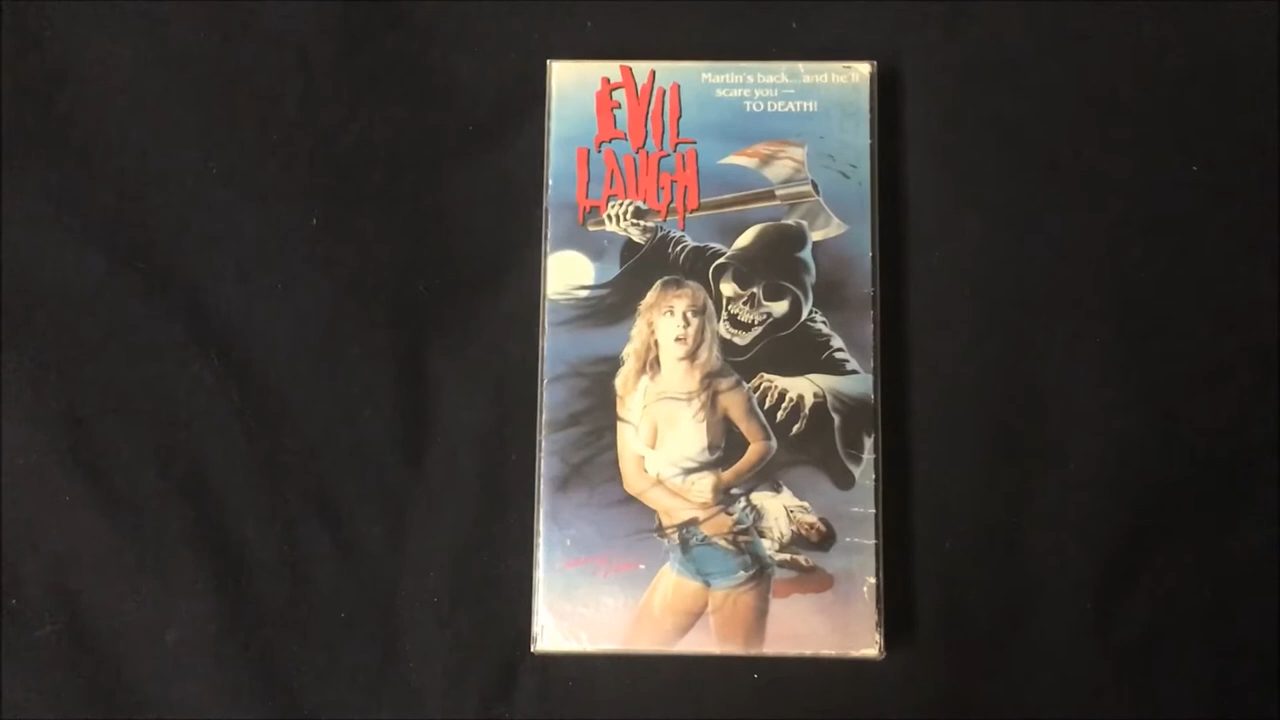 EVIL
LAUGH
Martin's back...and he'll
scare you —
TO DEATH!